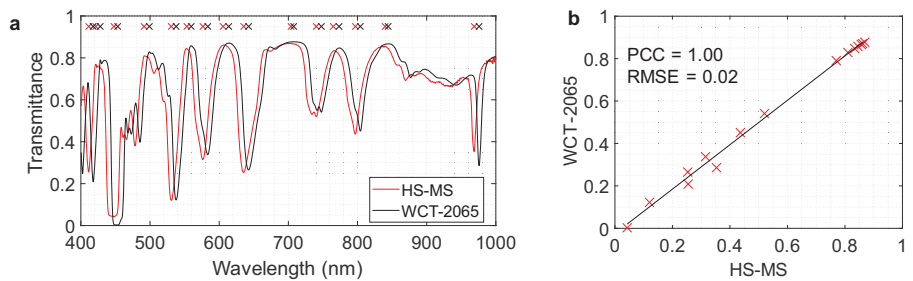 a
1
0.8
0.6
0.4
0.2
0
Transmittance
400 500 600 700 800 900 1000
Wavelength (nm)
HS-MS
WCT-2065
b
PCC = 1.00
RMSE = 0.02
1
0.8
0.6
0.4
0.2
0
WCT-2065
0 0.2 0.4 0.6 0.8 1
HS-MS